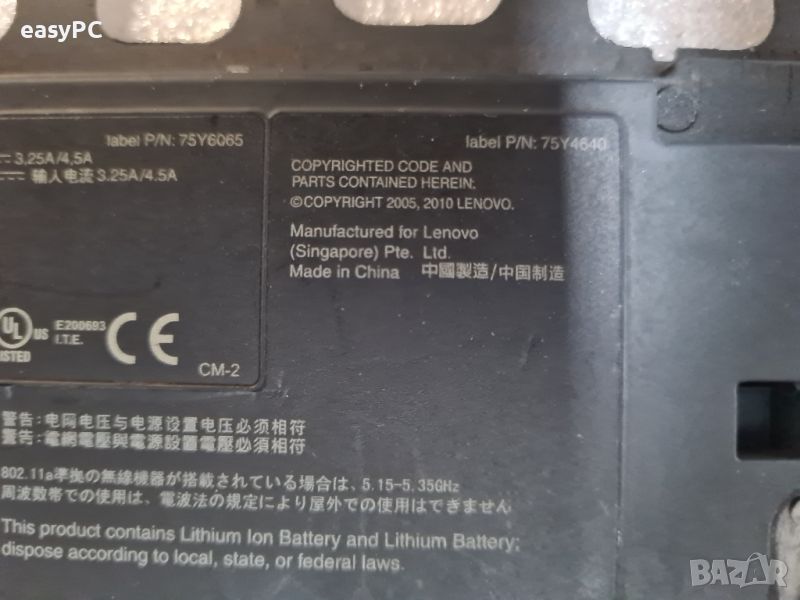 easyPC
label P/N: 75Y6065
3.25A/4,5A
输入电流 3.25A/4.5A
UL
US
LISTED
E200693
I.T.E.
CE
CM-2
label P/N: 75Y4640
COPYRIGHTED CODE AND
PARTS CONTAINED HEREIN:
©COPYRIGHT 2005, 2010 LENOVO.
Manufactured for Lenovo
(Singapore) Pte. Ltd.
Made in China 中國製造/中国制造
警告:电网电压与电源设置电压必须相符
警告:電網電壓與電源設置電壓必須相符
802.11a準拠の無線機器が搭載されている場合は、5.15-5.35GHz
周波数帯での使用は、電波法の規定により屋外での使用はできません
This product contains Lithium Ion Battery and Lithium Battery;
dispose according to local, state, or federal laws.
BAZAR